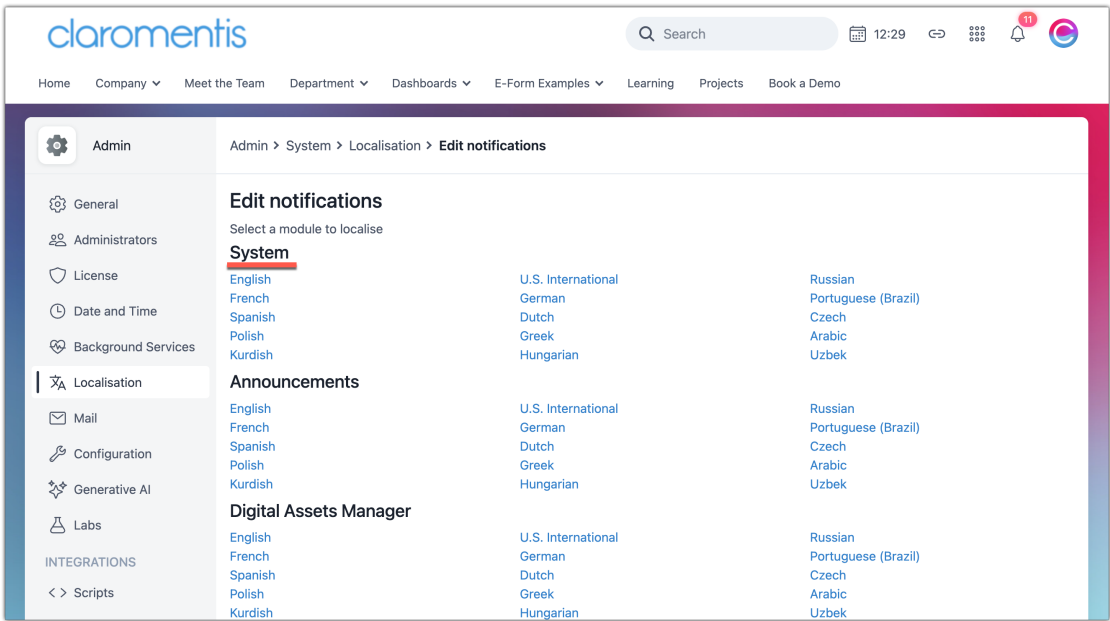 claromentis
Search
12:29
11
Home Company Meet the Team Department Dashboards E-Form Examples Learning Projects Book a Demo
Admin
Admin > System > Localisation > Edit notifications
General
Administrators
License
Date and Time
Background Services
Localisation
Mail
Configuration
Generative AI
Labs
INTEGRATIONS
Scripts
Edit notifications
Select a module to localise
System
English U.S. International Russian
French German Portuguese (Brazil)
Spanish Dutch Czech
Polish Greek Arabic
Kurdish Hungarian Uzbek
Announcements
English U.S. International Russian
French German Portuguese (Brazil)
Spanish Dutch Czech
Polish Greek Arabic
Kurdish Hungarian Uzbek
Digital Assets Manager
English U.S. International Russian
French German Portuguese (Brazil)
Spanish Dutch Czech
Polish Greek Arabic
Kurdish Hungarian Uzbek